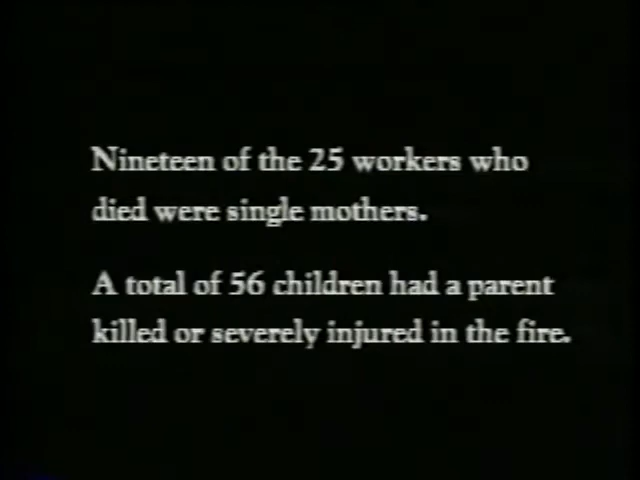 Nineteen of the 25 workers who
died were single mothers.
A total of 56 children had a parent
killed or severely injured in the fire.